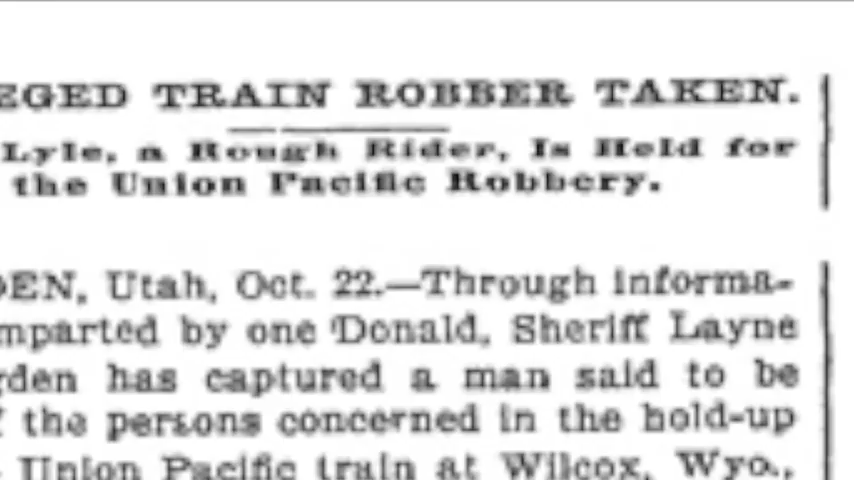 EGED TRAIN ROBBER TAKEN.
Lyle, a Rough Rider, Is Held for
the Union Pacific Robbery.
DEN, Utah, Oct. 22.—Through informa-
mparted by one Donald, Sheriff Layne
gden has captured a man said to be
f the persons concerned in the hold-up
Union Pacific train at Wilcox, Wyo.,